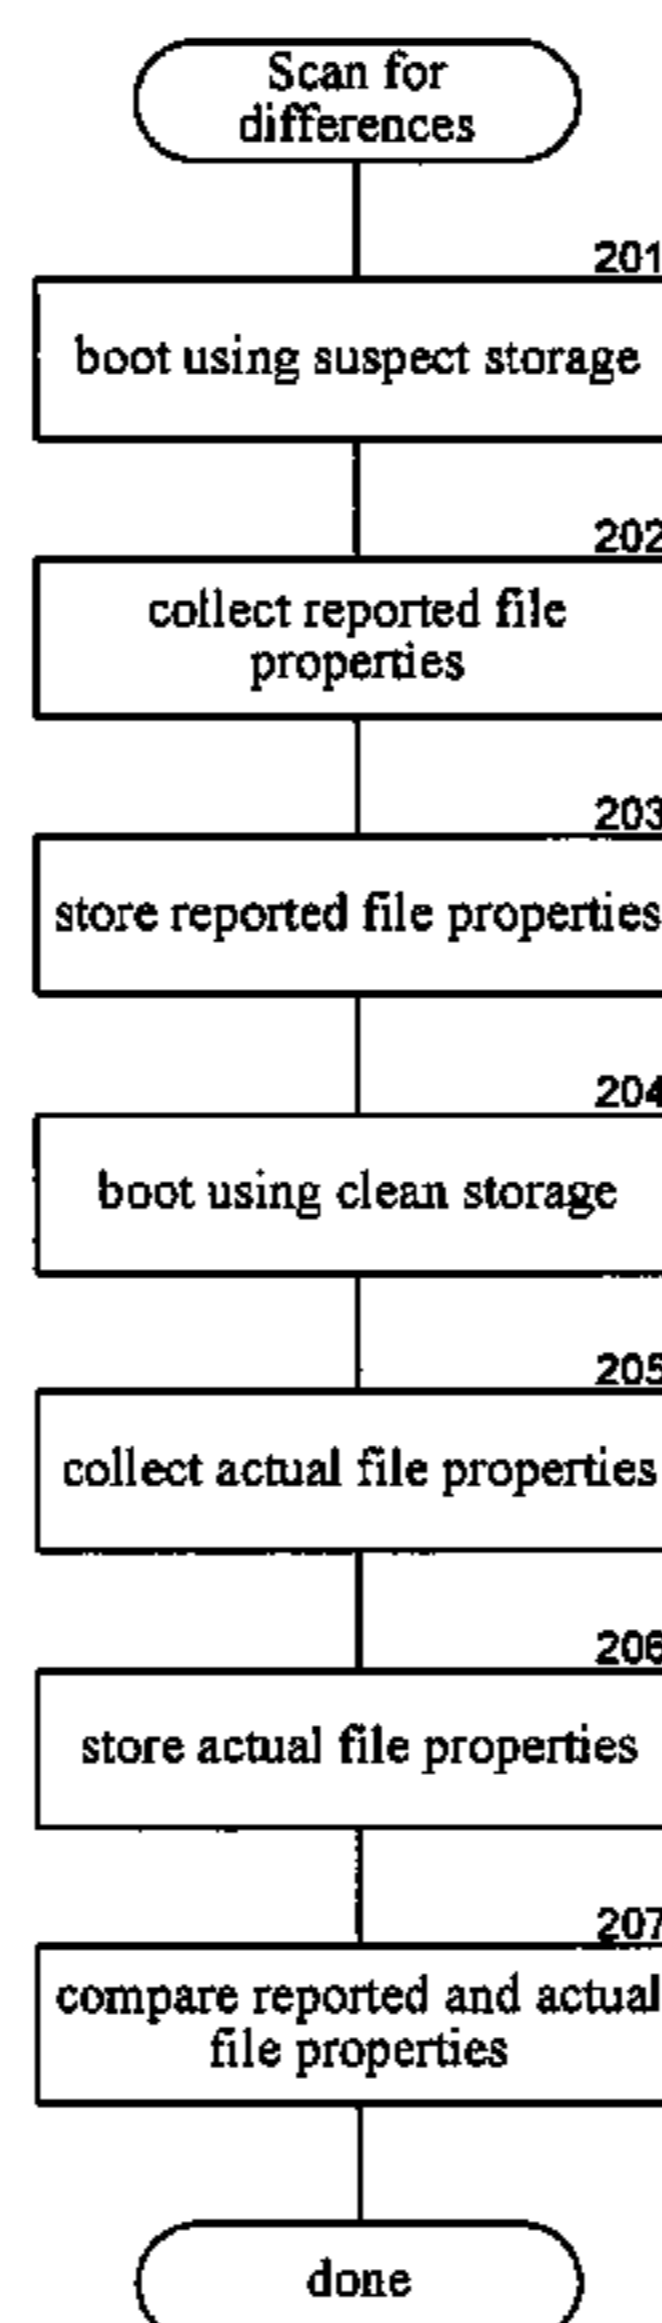 Scan for
differences
201
boot using suspect storage
202
collect reported file
properties
203
store reported file properties
204
boot using clean storage
205
collect actual file properties
206
store actual file properties
207
compare reported and actual
file properties
done